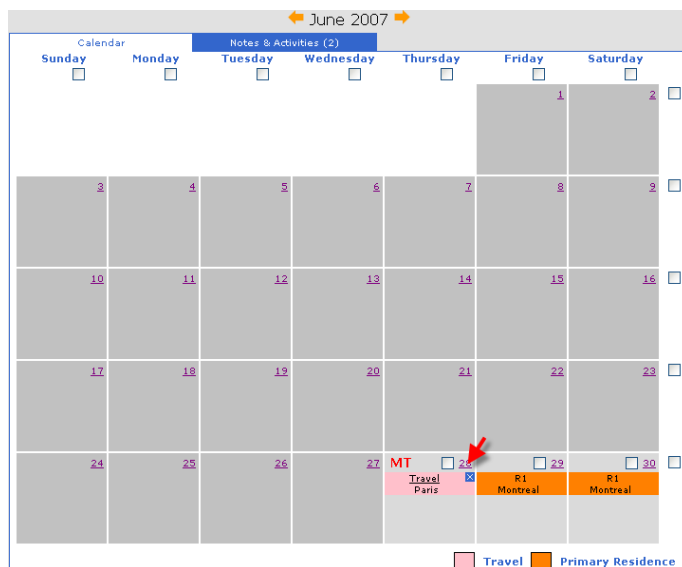 June 2007
Calendar Notes & Activities (2)
Sunday Monday Tuesday Wednesday Thursday Friday Saturday
1 2
3 4 5 6 7 8 9
10 11 12 13 14 15 16
17 18 19 20 21 22 23
24 25 26 27 MT 28 29 30
Travel R1 R1
Paris Montreal Montreal
Travel Primary Residence